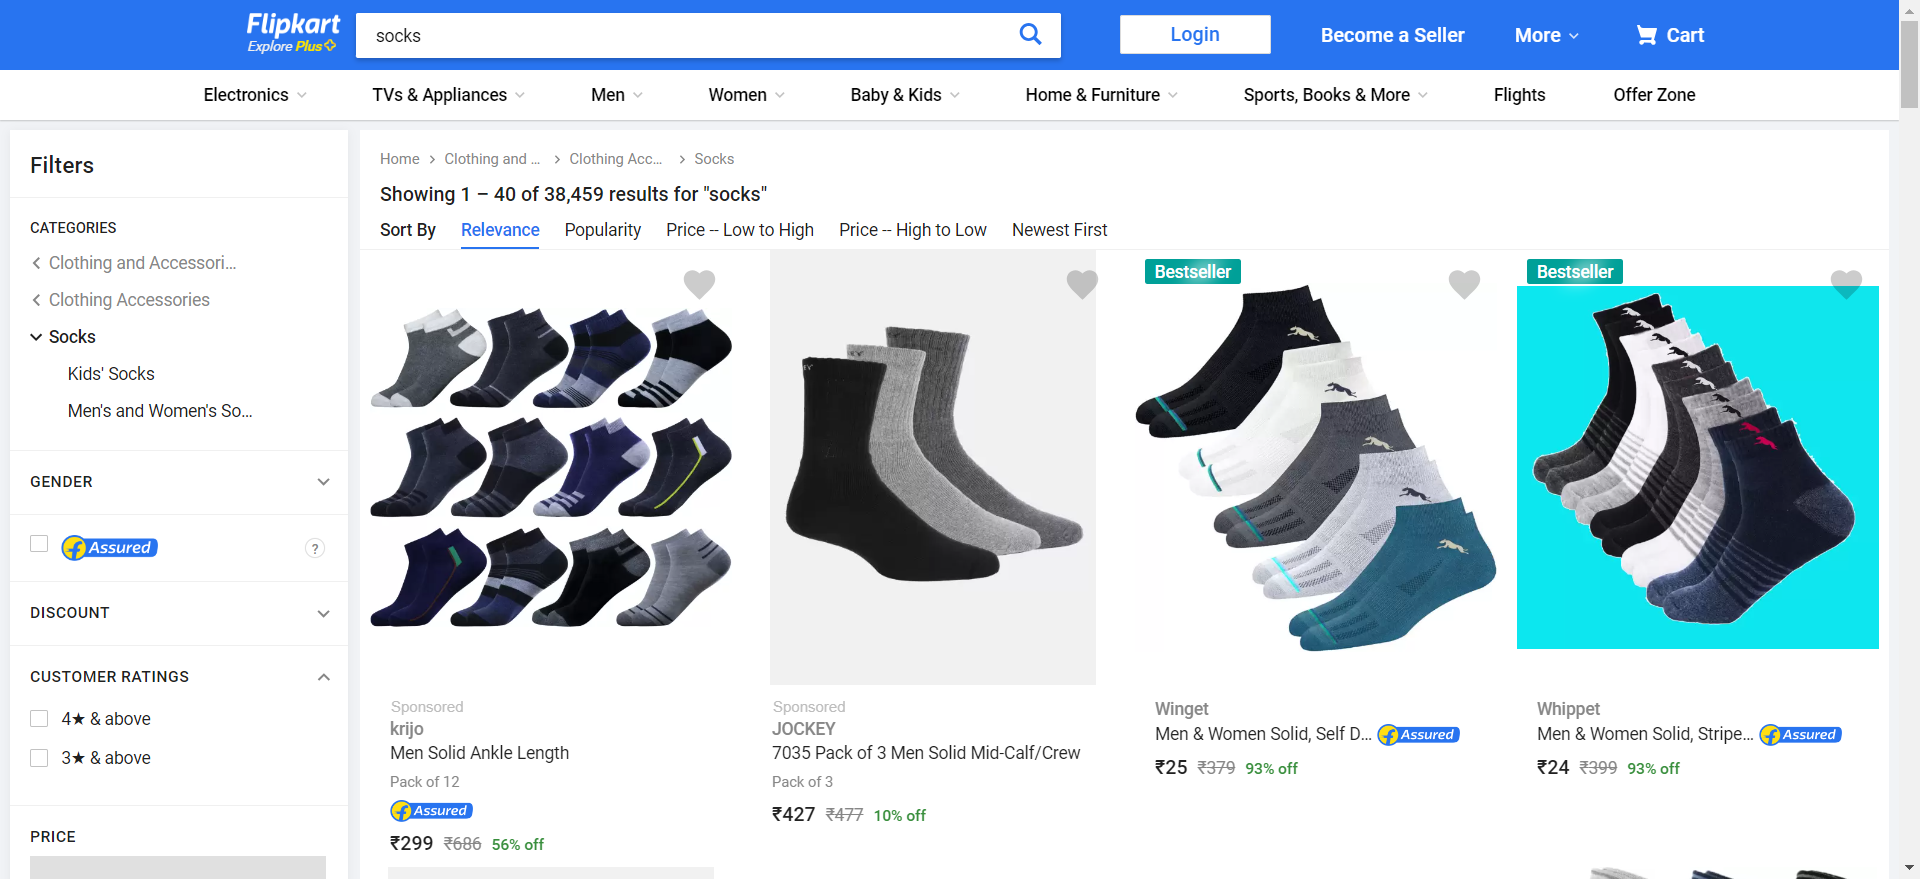 Flipkart
Explore Plus
socks
Login
Become a Seller
More
Cart
Electronics
TVs & Appliances
Men
Women
Baby & Kids
Home & Furniture
Sports, Books & More
Flights
Offer Zone
Filters
CATEGORIES
Clothing and Accessori...
Clothing Accessories
Socks
Kids' Socks
Men's and Women's So...
GENDER
Assured
?
DISCOUNT
CUSTOMER RATINGS
4★ & above
3★ & above
PRICE
Home
Clothing and ...
Clothing Acc...
Socks
Showing 1 – 40 of 38,459 results for "socks"
Sort By
Relevance
Popularity
Price -- Low to High
Price -- High to Low
Newest First
Sponsored
krijo
Men Solid Ankle Length
Pack of 12
Assured
₹299 ₹686 56% off
Sponsored
JOCKEY
7035 Pack of 3 Men Solid Mid-Calf/Crew
Pack of 3
₹427 ₹477 10% off
Bestseller
Winget
Men & Women Solid, Self D... Assured
₹25 ₹379 93% off
Bestseller
Whippet
Men & Women Solid, Stripe... Assured
₹24 ₹399 93% off